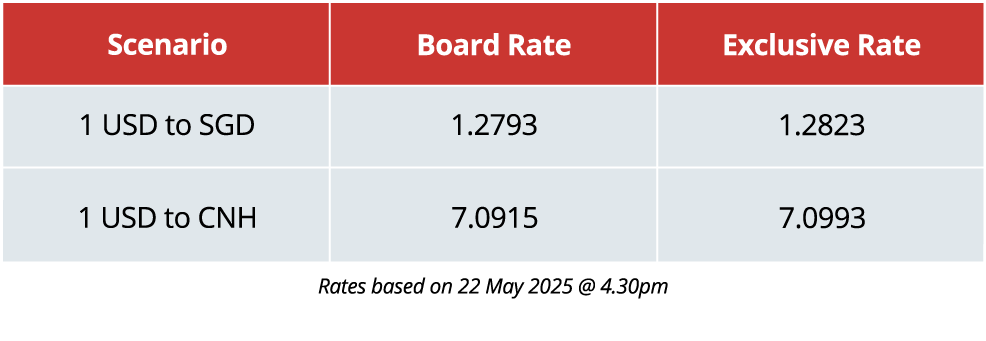 Scenario Board Rate Exclusive Rate
1 USD to SGD 1.2793 1.2823
1 USD to CNH 7.0915 7.0993
Rates based on 22 May 2025 @ 4.30pm